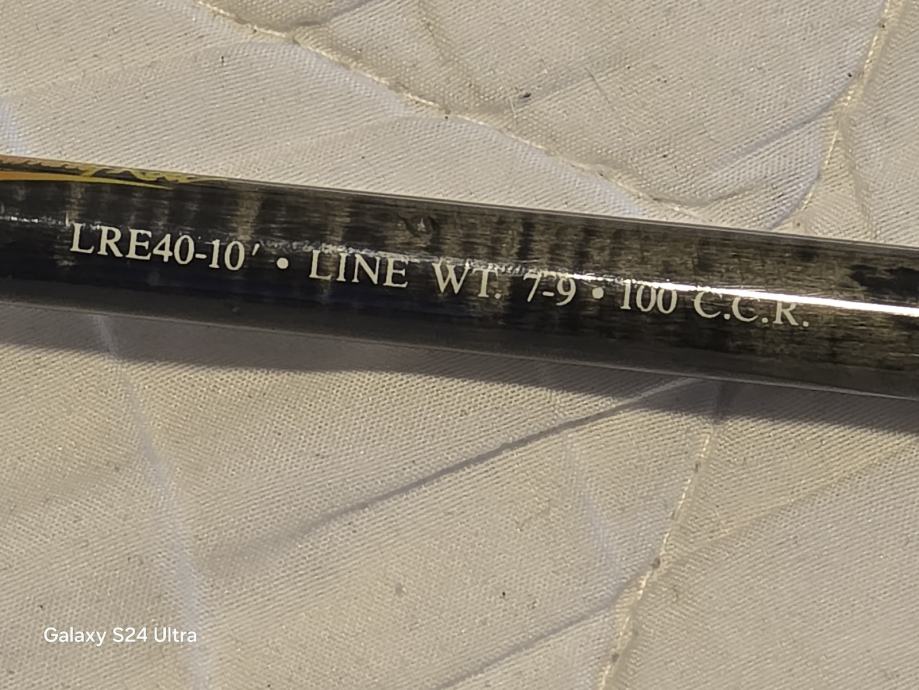 LRE40-10' • LINE WT. 7-9 • 100 C.C.R.
Galaxy S24 Ultra